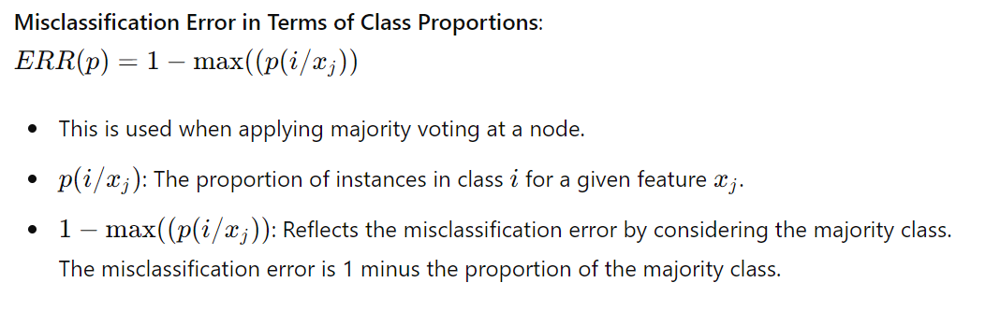 Misclassification Error in Terms of Class Proportions:
ERR(p) = 1 − max((p(i/x_j))
• This is used when applying majority voting at a node.
• p(i/x_j): The proportion of instances in class i for a given feature x_j.
• 1 − max((p(i/x_j)): Reflects the misclassification error by considering the majority class.
The misclassification error is 1 minus the proportion of the majority class.